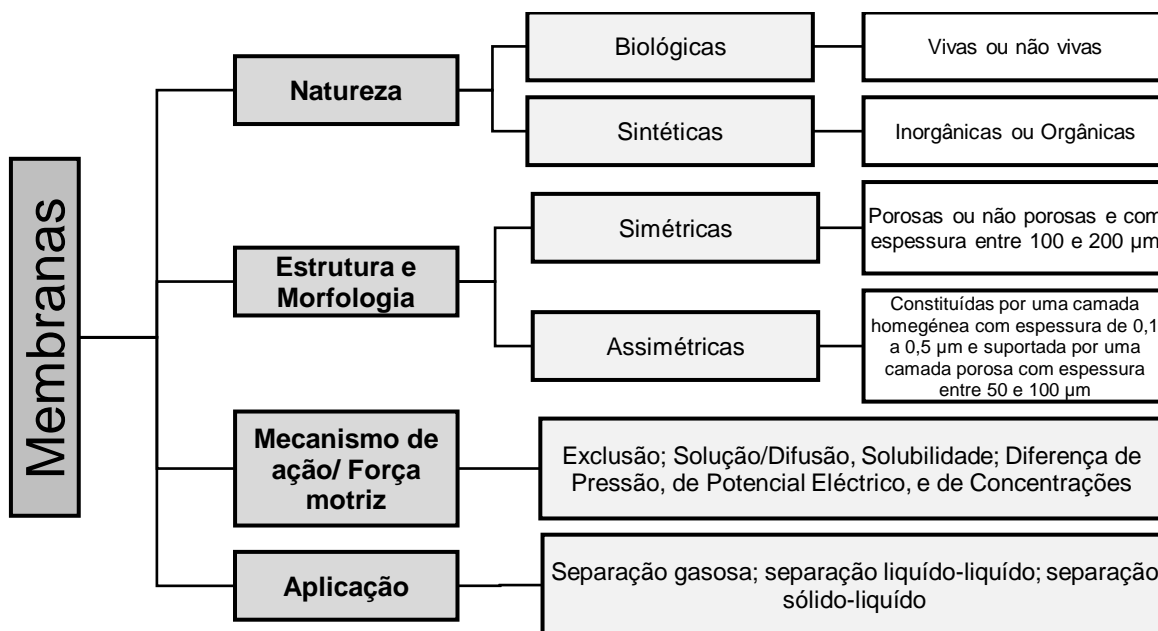 Membranas
Natureza
Biológicas
Vivas ou não vivas
Sintéticas
Inorgânicas ou Orgânicas
Estrutura e
Morfologia
Simétricas
Porosas ou não porosas e com
espessura entre 100 e 200 µm
Assimétricas
Constituídas por uma camada
homegénea com espessura de 0,1
a 0,5 µm e suportada por uma
camada porosa com espessura
entre 50 e 100 µm
Mecanismo de
ação/ Força
motriz
Exclusão; Solução/Difusão, Solubilidade; Diferença de
Pressão, de Potencial Eléctrico, e de Concentrações
Aplicação
Separação gasosa; separação liquído-liquído; separação
sólido-liquído